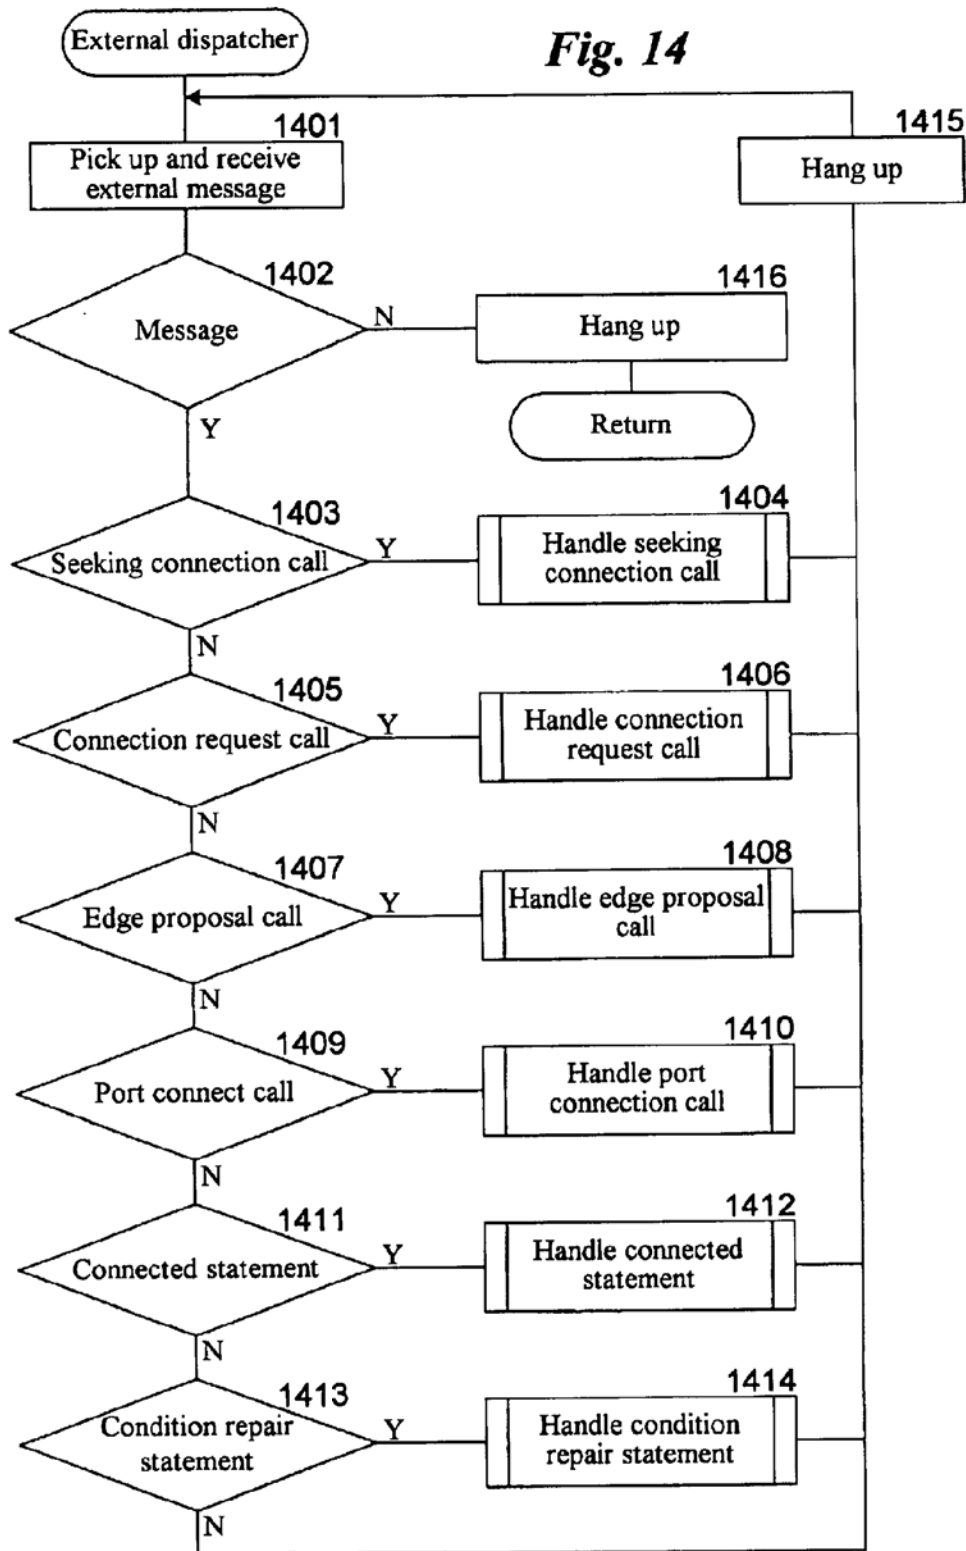 External dispatcher
Fig. 14
1401
Pick up and receive
external message
1415
Hang up
1402
Message
N
1416
Hang up
Return
Y
1403
Seeking connection call
Y
1404
Handle seeking
connection call
N
1405
Connection request call
Y
1406
Handle connection
request call
N
1407
Edge proposal call
Y
1408
Handle edge proposal
call
N
1409
Port connect call
Y
1410
Handle port
connection call
N
1411
Connected statement
Y
1412
Handle connected
statement
N
1413
Condition repair
statement
Y
1414
Handle condition
repair statement
N